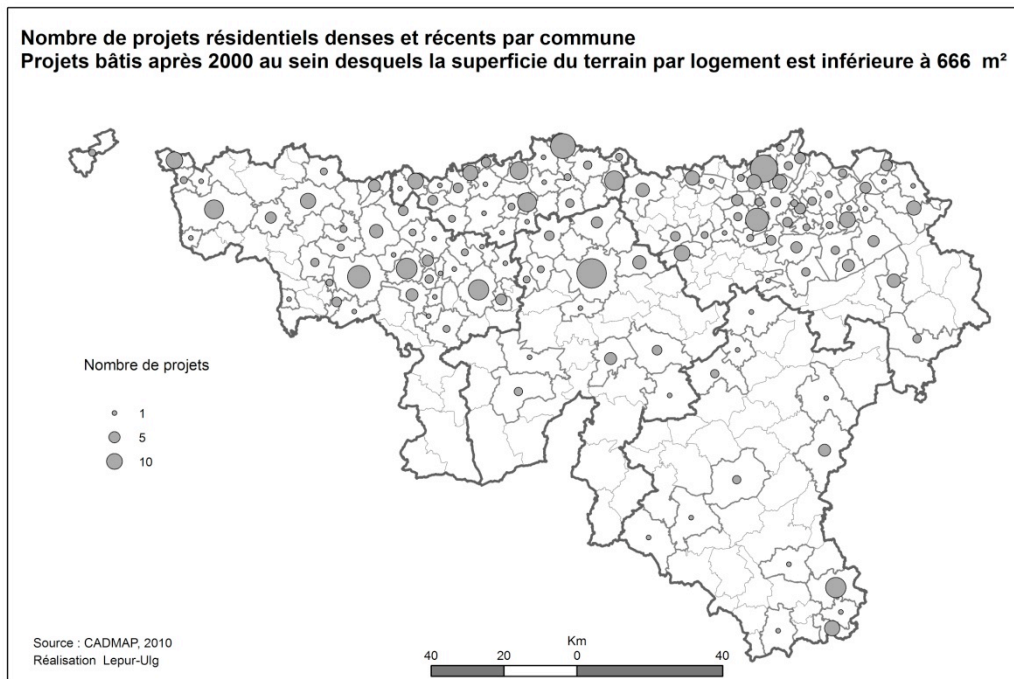 Nombre de projets résidentiels denses et récents par commune
Projets bâtis après 2000 au sein desquels la superficie du terrain par logement est inférieure à 666 m²
Nombre de projets
1
5
10
Source : CADMAP, 2010
Réalisation Lepur-Ulg
Km
40 20 0 40